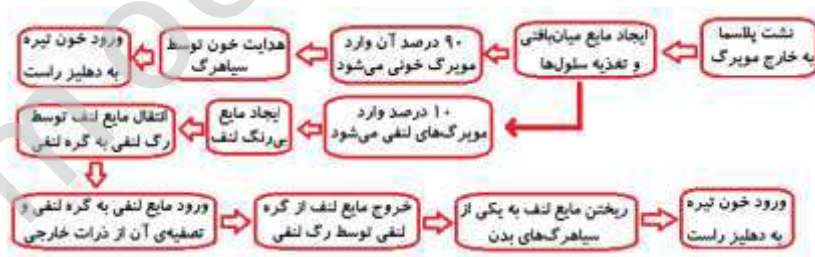 نشت پلاسما
به خارج مویرگ
ایجاد مایع میان‌بافتی
و تغذیه سلول‌ها
۹۰ درصد آن وارد
مویرگ خونی می‌شود
هدایت خون توسط
سیاهرگ
ورود خون تیره
به دهلیز راست
۱۰ درصد وارد
مویرگ‌های لنفی می‌شود
ایجاد مایع
بی‌رنگ لنف
انتقال مایع لنف توسط
رگ لنفی به گره لنفی
ورود مایع لنفی به گره لنفی و
تصفیه‌ی آن از ذرات خارجی
خروج مایع لنف از گره
لنفی توسط رگ لنفی
ریختن مایع لنف به یکی از
سیاهرگ‌های بدن
ورود خون تیره
به دهلیز راست